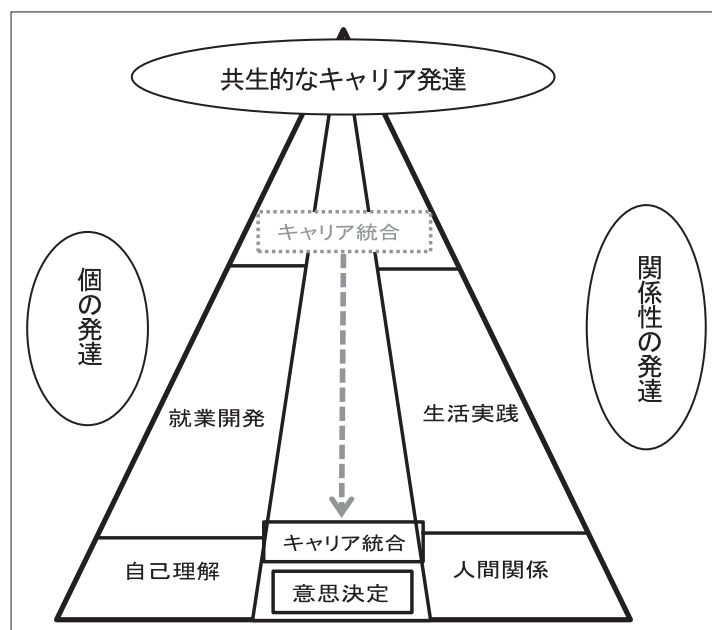 共生的なキャリア発達
キャリア統合
個の発達
関係性の発達
就業開発
生活実践
キャリア統合
自己理解
人間関係
意思決定